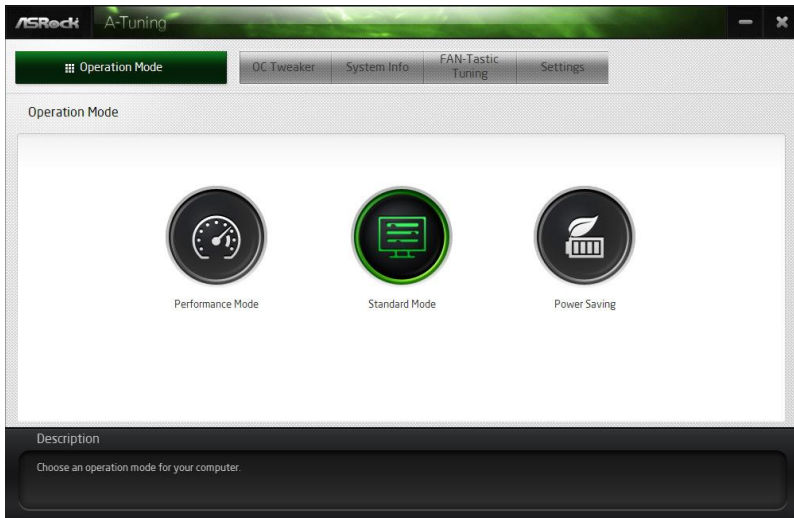 ASRock A-Tuning
Operation Mode
OC Tweaker
System Info
FAN-Tastic
Tuning
Settings
Operation Mode
Performance Mode
Standard Mode
Power Saving
Description
Choose an operation mode for your computer.